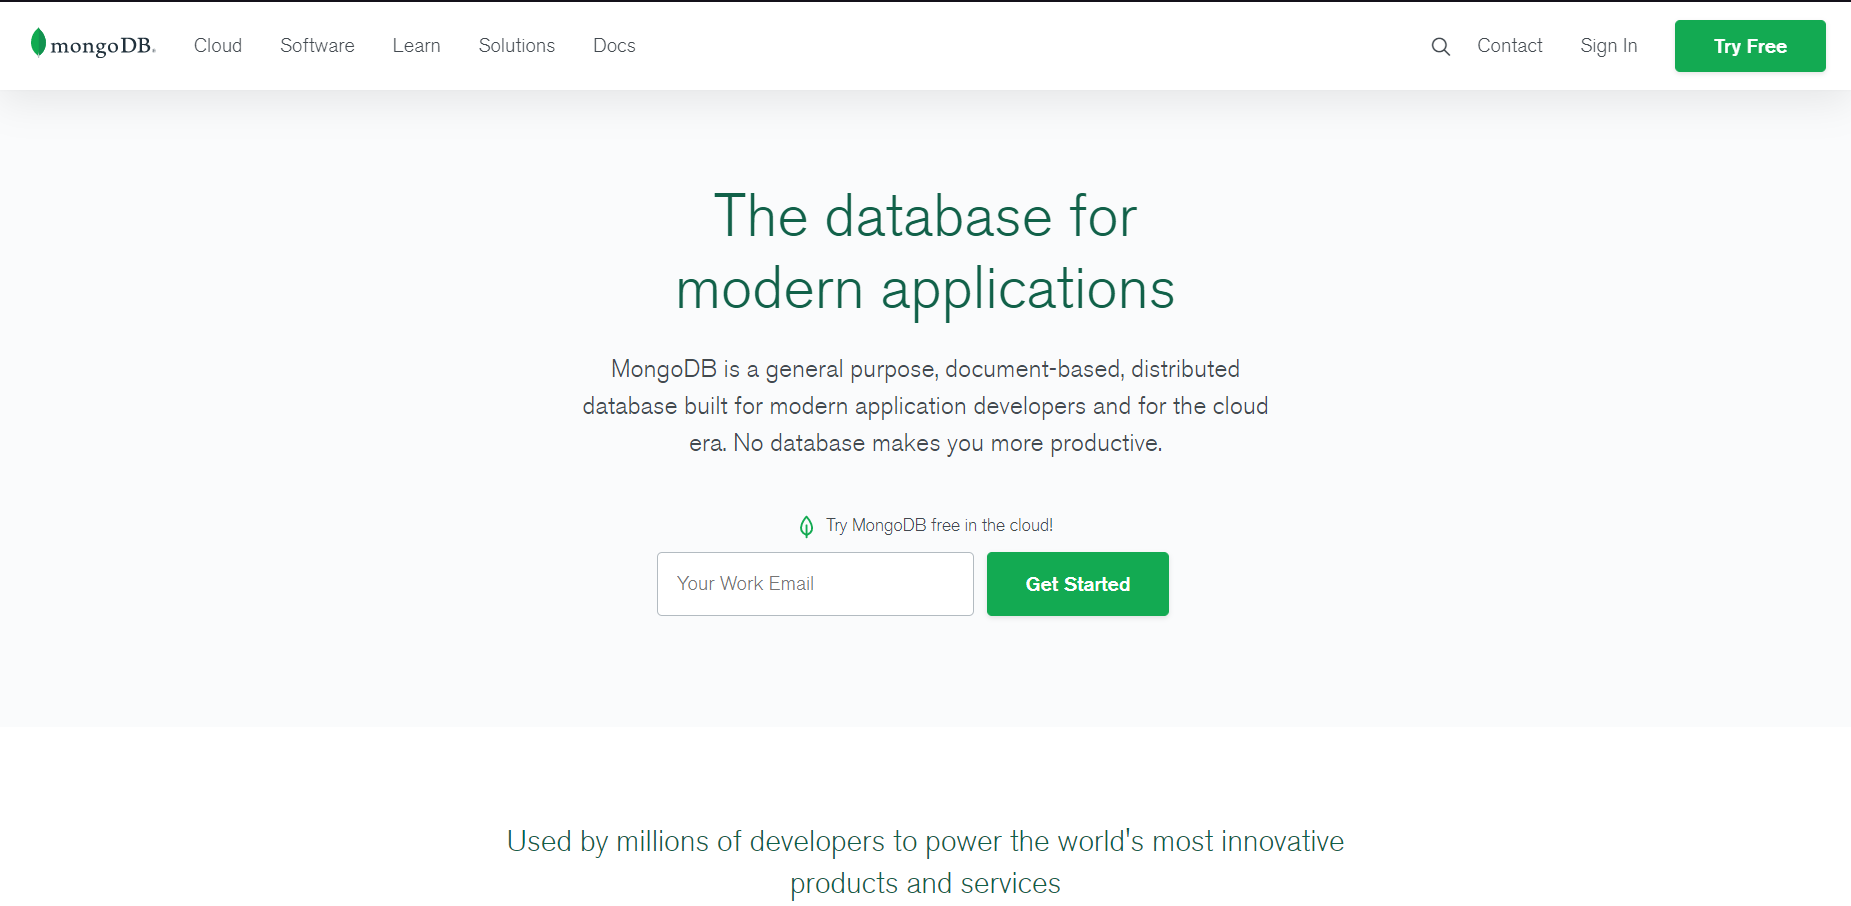 mongoDB®
Cloud
Software
Learn
Solutions
Docs
Contact
Sign In
Try Free
The database for
modern applications
MongoDB is a general purpose, document-based, distributed
database built for modern application developers and for the cloud
era. No database makes you more productive.
Try MongoDB free in the cloud!
Your Work Email
Get Started
Used by millions of developers to power the world's most innovative
products and services